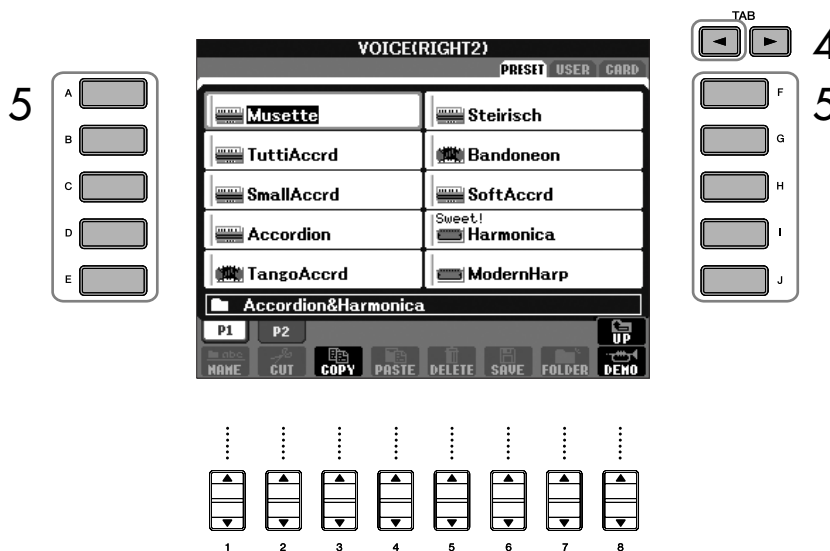 TAB
4
VOICE(RIGHT2)
PRESET USER CARD
5
5
A
Musette
Steirisch
F
B
TuttiAccrd
Bandoneon
G
C
SmallAccrd
SoftAccrd
H
D
Accordion
Sweet!
Harmonica
I
E
TangoAccrd
ModernHarp
J
Accordion&Harmonica
P1 P2 UP
NAME CUT COPY PASTE DELETE SAVE FOLDER DEMO
1 2 3 4 5 6 7 8